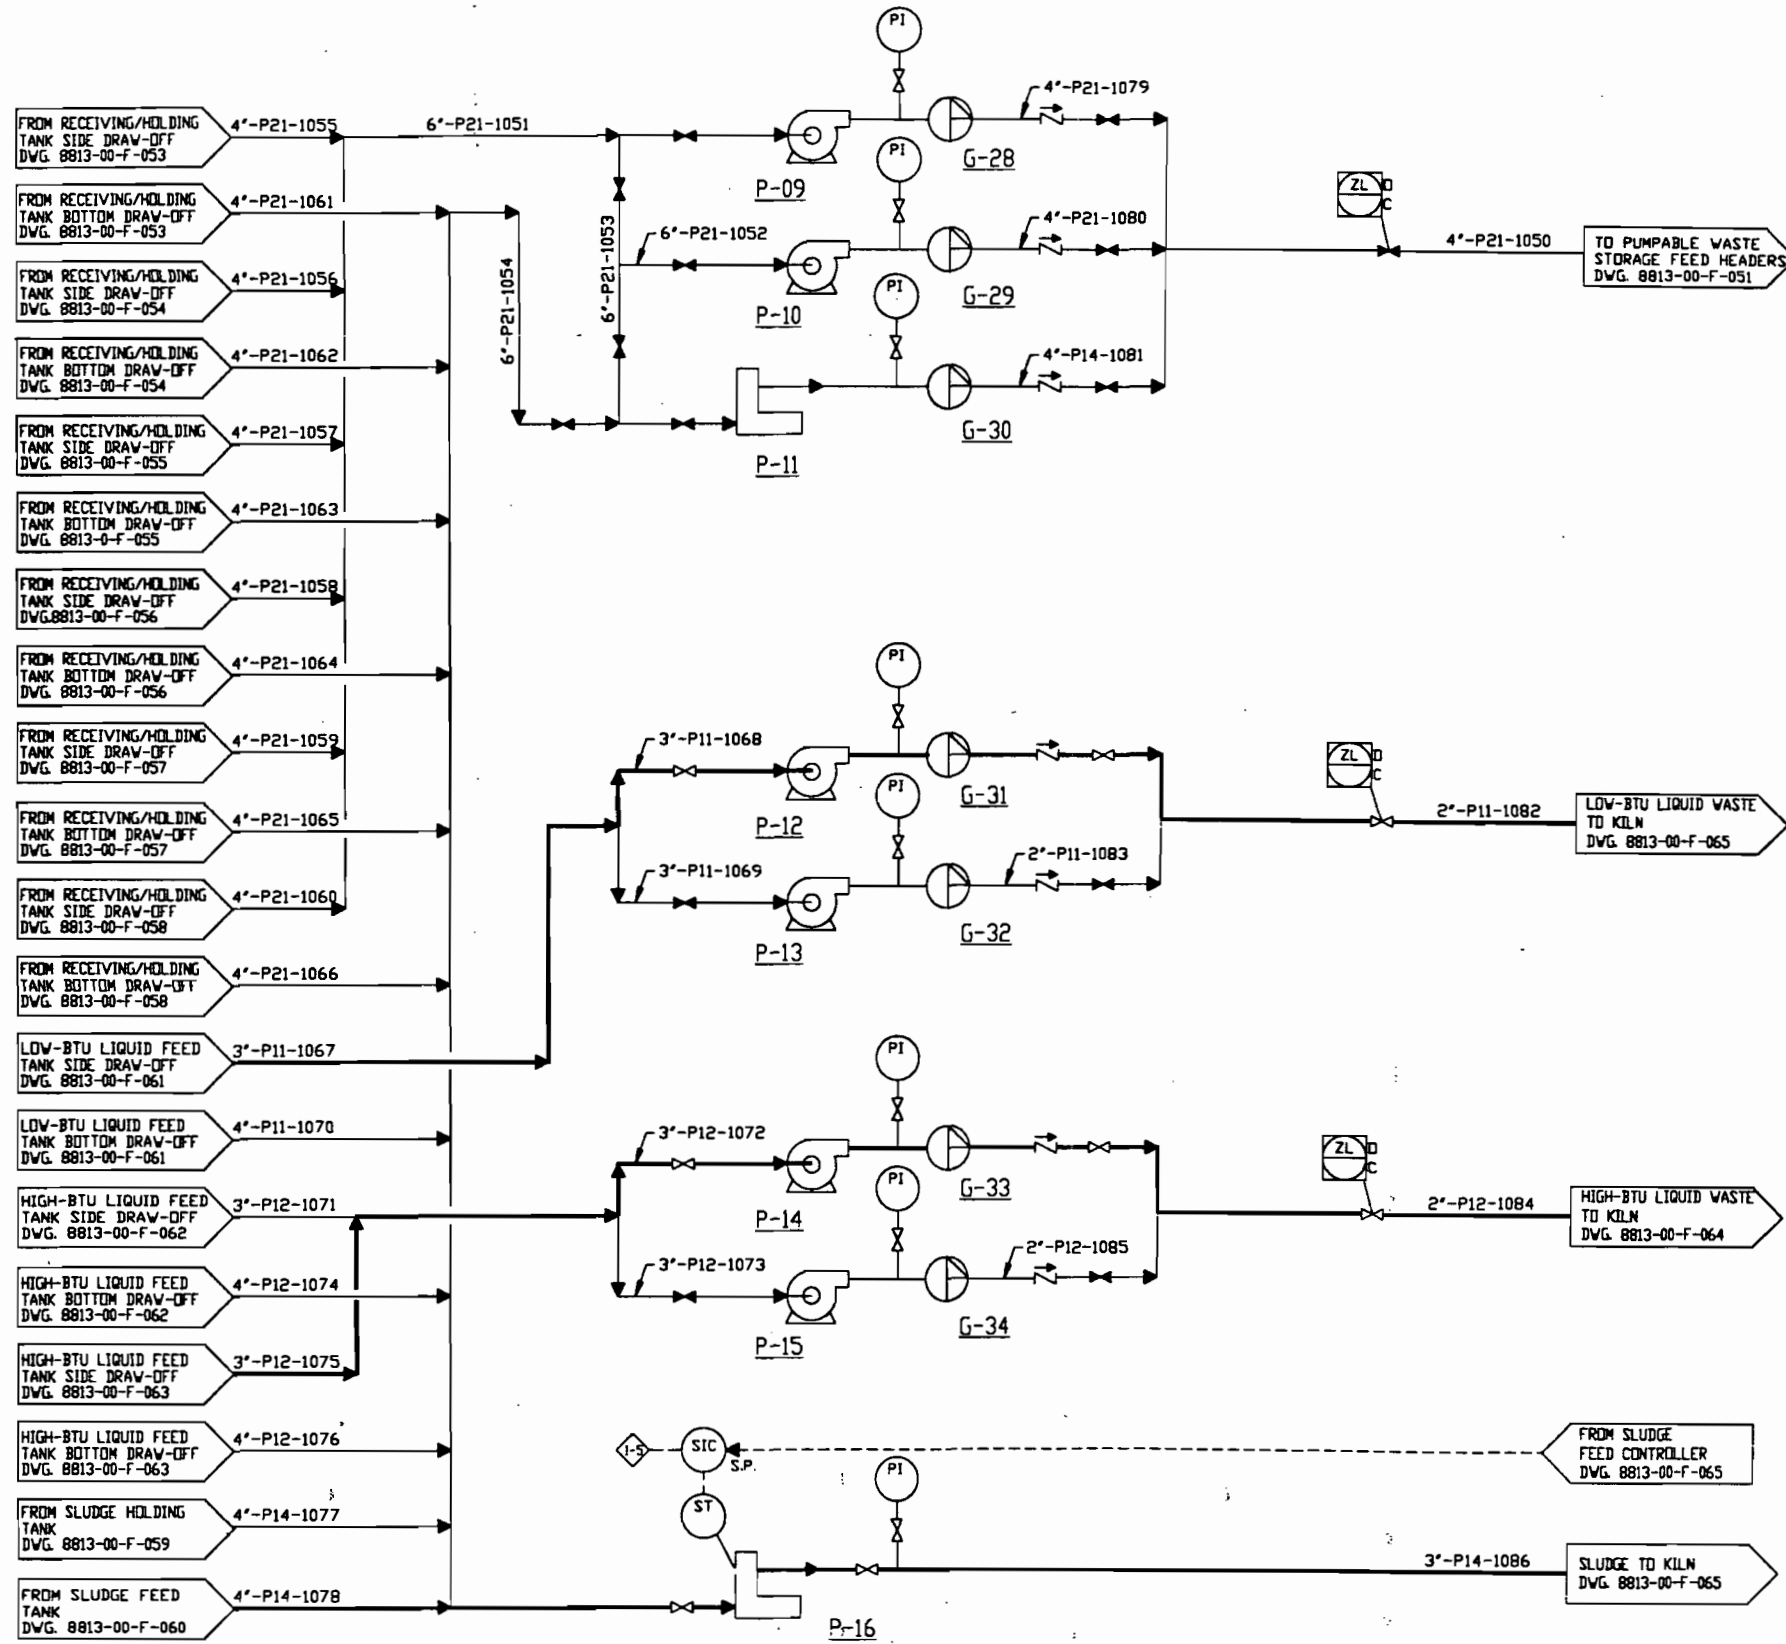 FROM RECEIVING/HOLDING
TANK SIDE DRAW-OFF
DWG. 8813-00-F-053
4"-P21-1055
6"-P21-1051
FROM RECEIVING/HOLDING
TANK BOTTOM DRAW-OFF
DWG. 8813-00-F-053
4"-P21-1061
FROM RECEIVING/HOLDING
TANK SIDE DRAW-OFF
DWG. 8813-00-F-054
4"-P21-1056
FROM RECEIVING/HOLDING
TANK BOTTOM DRAW-OFF
DWG. 8813-00-F-054
4"-P21-1062
FROM RECEIVING/HOLDING
TANK SIDE DRAW-OFF
DWG. 8813-00-F-055
4"-P21-1057
FROM RECEIVING/HOLDING
TANK BOTTOM DRAW-OFF
DWG. 8813-0-F-055
4"-P21-1063
FROM RECEIVING/HOLDING
TANK SIDE DRAW-OFF
DWG.8813-00-F-056
4"-P21-1058
FROM RECEIVING/HOLDING
TANK BOTTOM DRAW-OFF
DWG. 8813-00-F-056
4"-P21-1064
FROM RECEIVING/HOLDING
TANK SIDE DRAW-OFF
DWG. 8813-00-F-057
4"-P21-1059
FROM RECEIVING/HOLDING
TANK BOTTOM DRAW-OFF
DWG. 8813-00-F-057
4"-P21-1065
FROM RECEIVING/HOLDING
TANK SIDE DRAW-OFF
DWG. 8813-00-F-058
4"-P21-1060
FROM RECEIVING/HOLDING
TANK BOTTOM DRAW-OFF
DWG. 8813-00-F-058
4"-P21-1066
LOW-BTU LIQUID FEED
TANK SIDE DRAW-OFF
DWG. 8813-00-F-061
3"-P11-1067
LOW-BTU LIQUID FEED
TANK BOTTOM DRAW-OFF
DWG. 8813-00-F-061
4"-P11-1070
HIGH-BTU LIQUID FEED
TANK SIDE DRAW-OFF
DWG. 8813-00-F-062
3"-P12-1071
HIGH-BTU LIQUID FEED
TANK BOTTOM DRAW-OFF
DWG. 8813-00-F-062
4"-P12-1074
HIGH-BTU LIQUID FEED
TANK SIDE DRAW-OFF
DWG. 8813-00-F-063
3"-P12-1075
HIGH-BTU LIQUID FEED
TANK BOTTOM DRAW-OFF
DWG. 8813-00-F-063
4"-P12-1076
FROM SLUDGE HOLDING
TANK
DWG. 8813-00-F-059
4"-P14-1077
FROM SLUDGE FEED
TANK
DWG. 8813-00-F-060
4"-P14-1078
6"-P21-1054
6"-P21-1053
6"-P21-1052
PI
P-09
G-28
4"-P21-1079
PI
P-10
G-29
4"-P21-1080
PI
P-11
G-30
4"-P14-1081
ZL
O
C
4"-P21-1050
TO PUMPABLE WASTE
STORAGE FEED HEADERS
DWG. 8813-00-F-051
3"-P11-1068
PI
P-12
G-31
3"-P11-1069
PI
P-13
G-32
2"-P11-1083
ZL
O
C
2"-P11-1082
LOW-BTU LIQUID WASTE
TO KILN
DWG. 8813-00-F-065
3"-P12-1072
PI
P-14
G-33
3"-P12-1073
PI
P-15
G-34
2"-P12-1085
ZL
O
C
2"-P12-1084
HIGH-BTU LIQUID WASTE
TO KILN
DWG. 8813-00-F-064
I-5
SIC
S.P.
ST
PI
FROM SLUDGE
FEED CONTROLLER
DWG. 8813-00-F-065
P-16
3"-P14-1086
SLUDGE TO KILN
DWG. 8813-00-F-065